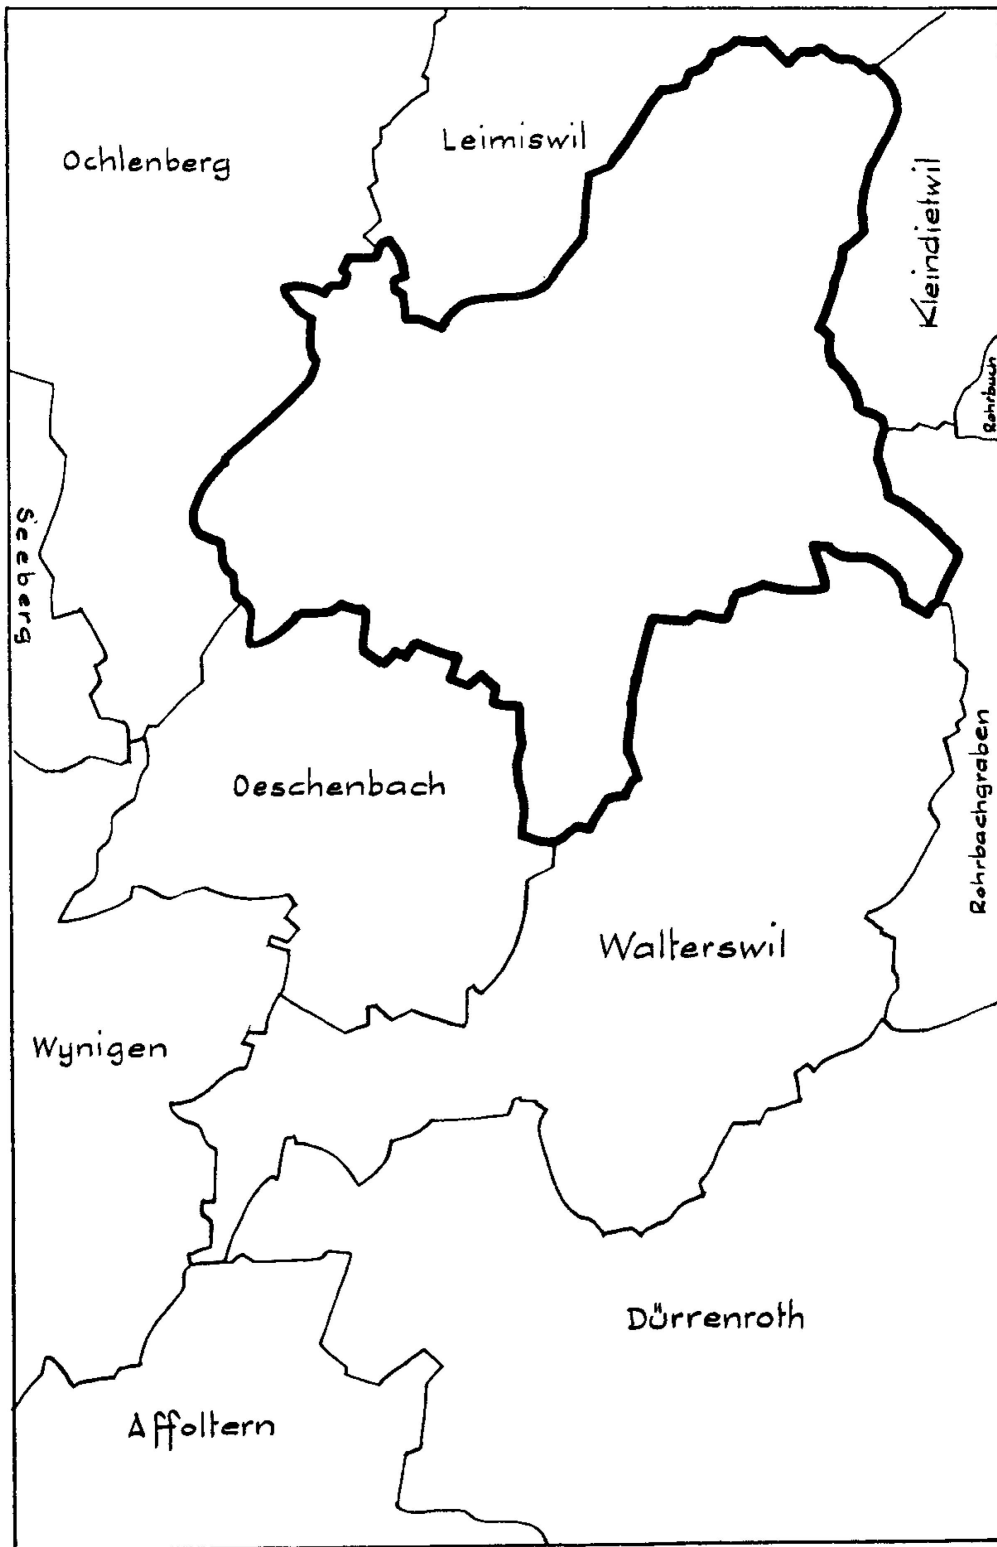 Leimiswil
Ochlenberg
Kleindietwil
Rohrbach
Seeberg
Oeschenbach
Rohrbachgraben
Walterswil
Wynigen
Dürrenroth
Affoltern